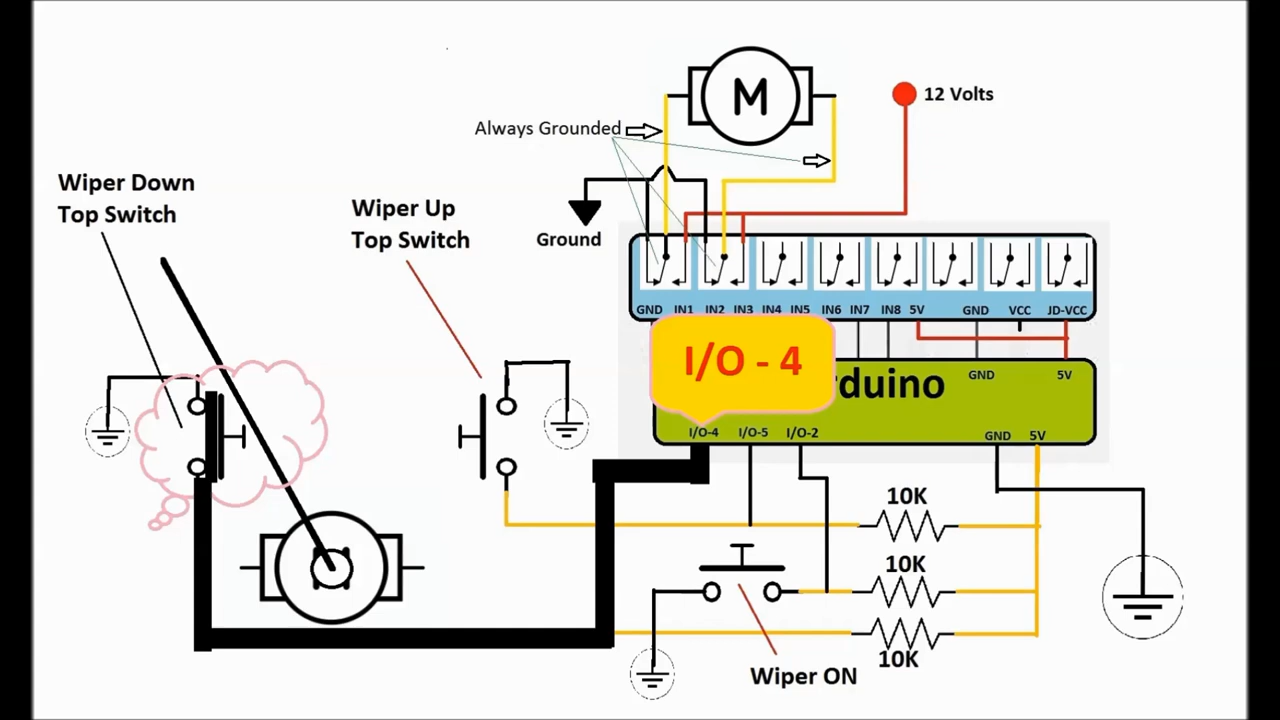 M
12 Volts
Always Grounded
Wiper Down
Top Switch
Wiper Up
Top Switch
Ground
GND IN1 IN2 IN3 IN4 IN5 IN6 IN7 IN8 5V GND VCC JD-VCC
I/O - 4
duino
GND 5V
I/O-4 I/O-5 I/O-2 GND 5V
10K
10K
10K
Wiper ON